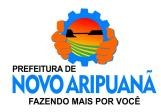 PREFEITURA DE
NOVO ARIPUANÃ
FAZENDO MAIS POR VOCÊ